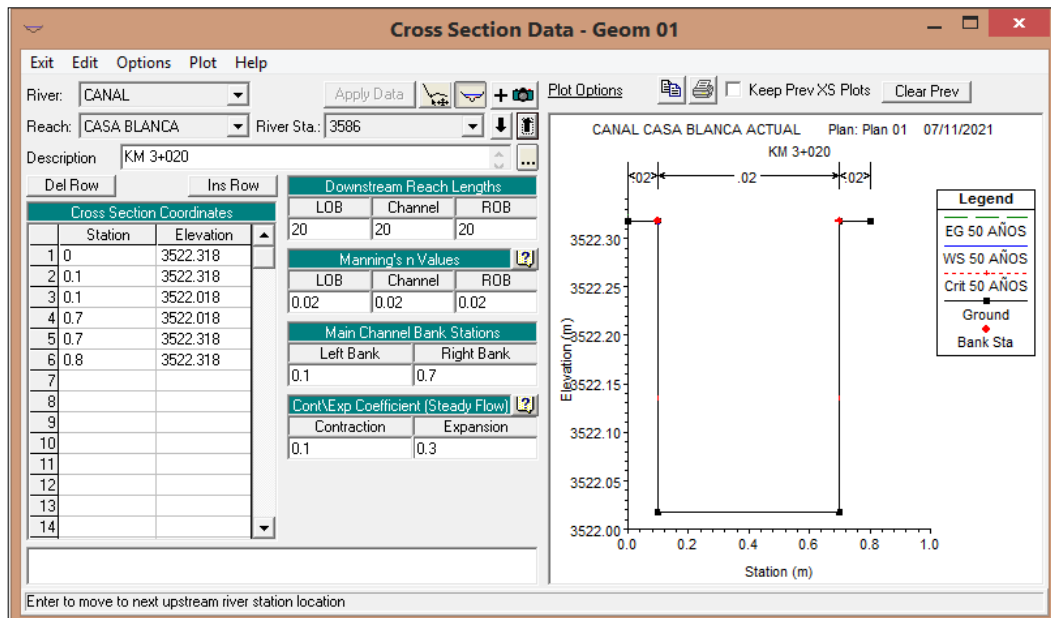 Cross Section Data - Geom 01
Exit Edit Options Plot Help
River: CANAL Apply Data
Reach: CASA BLANCA River Sta.: 3586
Description KM 3+020 ...
Del Row Ins Row
Cross Section Coordinates
Station Elevation
1 0 3522.318
2 0.1 3522.318
3 0.1 3522.018
4 0.7 3522.018
5 0.7 3522.318
6 0.8 3522.318
7
8
9
10
11
12
13
14
Downstream Reach Lengths
LOB Channel ROB
20 20 20
Manning's n Values
LOB Channel ROB
0.02 0.02 0.02
Main Channel Bank Stations
Left Bank Right Bank
0.1 0.7
Cont\Exp Coefficient (Steady Flow)
Contraction Expansion
0.1 0.3
Plot Options Keep Prev XS Plots Clear Prev
CANAL CASA BLANCA ACTUAL Plan: Plan 01 07/11/2021
KM 3+020
.02 .02 .02
Legend
EG 50 AÑOS
WS 50 AÑOS
Crit 50 AÑOS
Ground
Bank Sta
Elevation (m)
3522.30
3522.25
3522.20
3522.15
3522.10
3522.05
3522.00
0.0 0.2 0.4 0.6 0.8 1.0
Station (m)
Enter to move to next upstream river station location